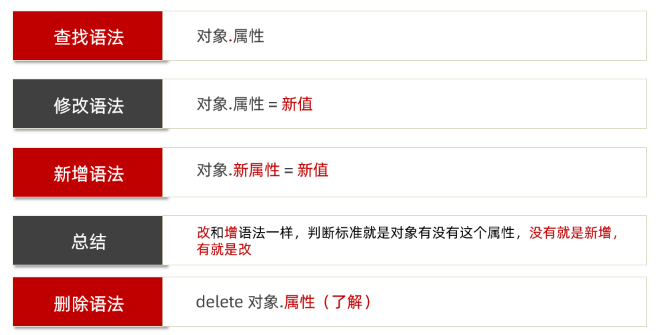 查找语法
对象.属性
修改语法
对象.属性 = 新值
新增语法
对象.新属性 = 新值
总结
改和增语法一样，判断标准就是对象有没有这个属性，没有就是新增，
有就是改
删除语法
delete 对象.属性（了解）